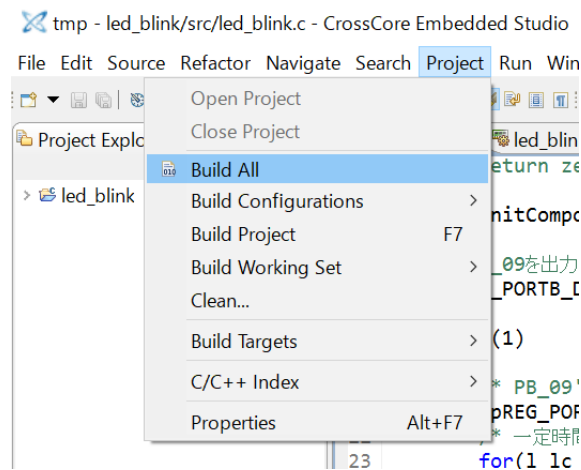 tmp - led_blink/src/led_blink.c - CrossCore Embedded Studio
File Edit Source Refactor Navigate Search Project Run Win
Project Explo
led_blin
Open Project
Close Project
Build All
Build Configurations
Build Project F7
Build Working Set
Clean...
Build Targets
C/C++ Index
Properties Alt+F7
led_blink
eturn ze
nitCompo
_09を出力
_PORTB_D
(1)
* PB_09'
pREG_POR
* 一定時間
23 for(l lc